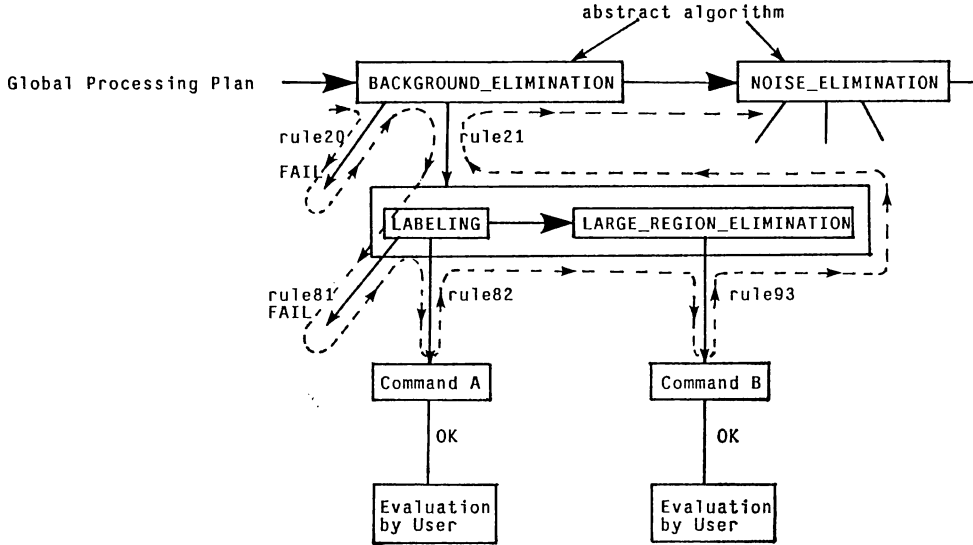 abstract algorithm
Global Processing Plan
BACKGROUND_ELIMINATION
NOISE_ELIMINATION
rule20
rule21
FAIL
LABELING
LARGE_REGION_ELIMINATION
rule81
rule82
rule93
FAIL
Command A
Command B
OK
OK
Evaluation
by User
Evaluation
by User